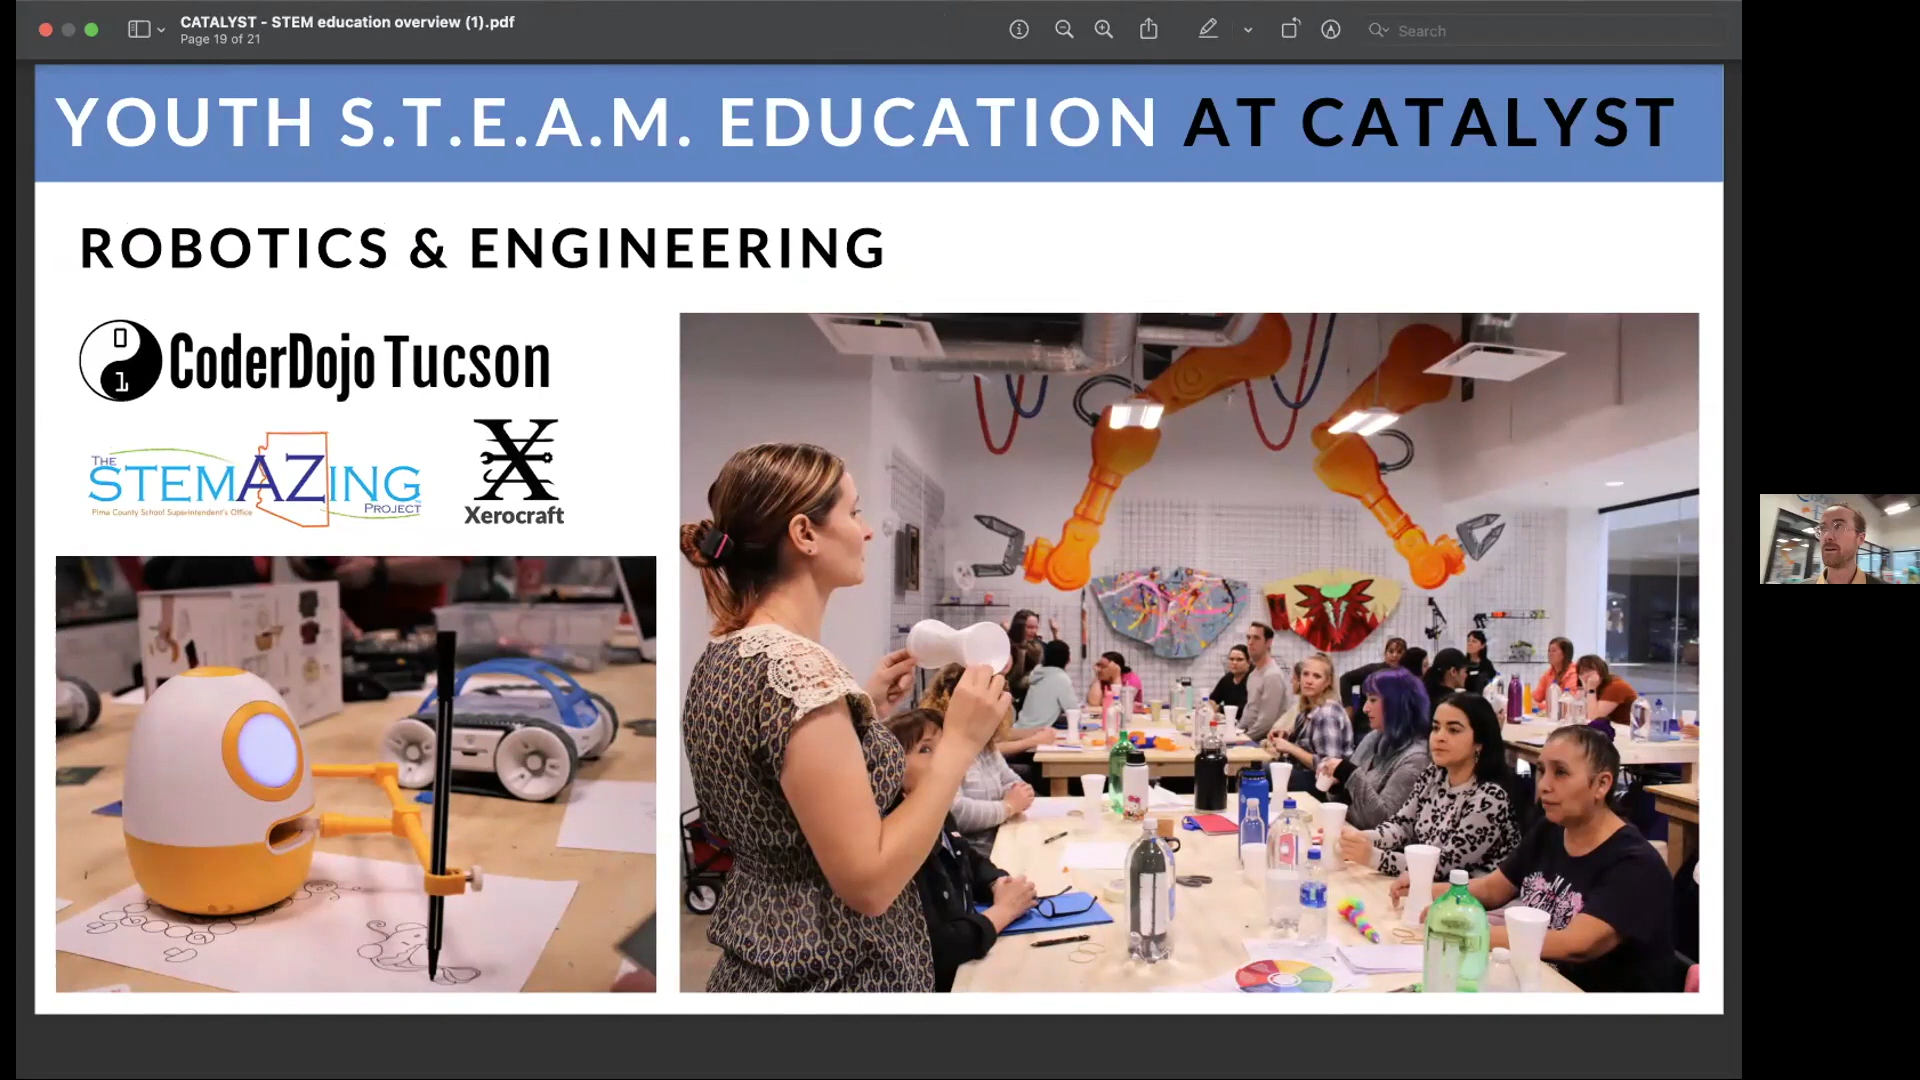 CATALYST - STEM education overview (1).pdf
Page 19 of 21
Search
YOUTH S.T.E.A.M. EDUCATION AT CATALYST
ROBOTICS & ENGINEERING
0
1
CoderDojo Tucson
THE
STEMAZING
PROJECT
Pima County School Superintendent's Office
X
Xerocraft